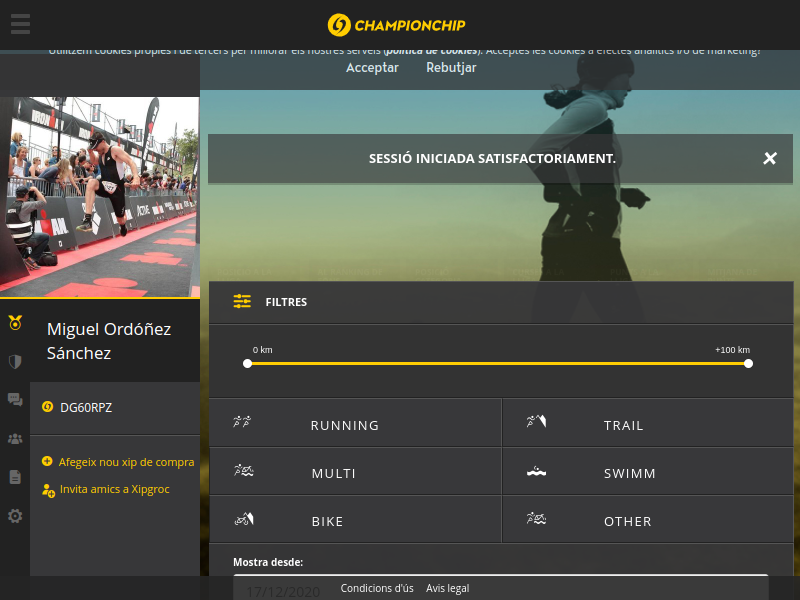 CHAMPIONCHIP
Utilitzem cookies pròpies i de tercers per millorar els nostres serveis (política de cookies). Acceptes les cookies a efectes analítics i/o de màrqueting?
Acceptar Rebutjar
SESSIÓ INICIADA SATISFACTORIAMENT.
Miguel Ordóñez
Sánchez
DG60RPZ
Afegeix nou xip de compra
Invita amics a Xipgroc
FILTRES
0 km +100 km
RUNNING TRAIL
MULTI SWIMM
BIKE OTHER
Mostra desde:
17/12/2020
Condicions d'ús Avis legal